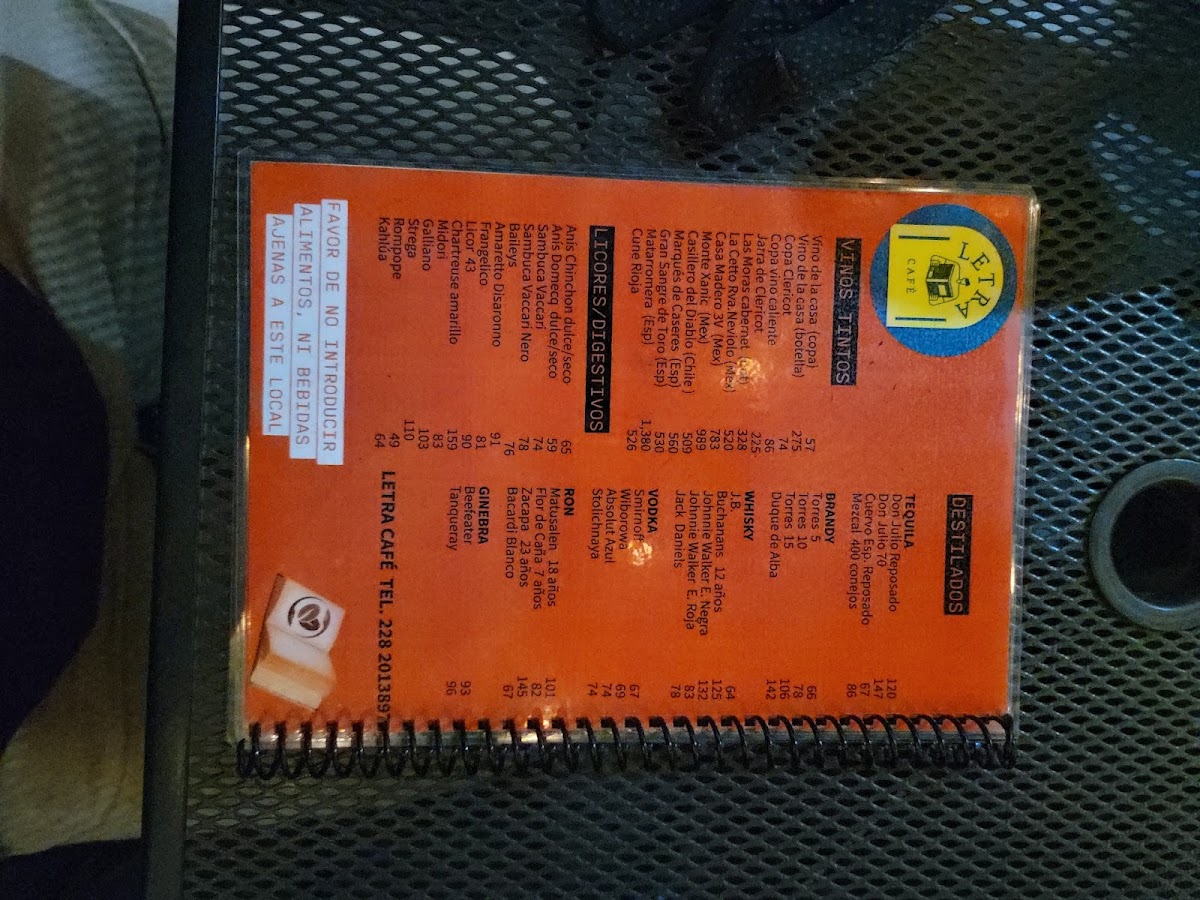 LETRA
CAFÉ
VINOS TINTOS
Vino de la casa (copa) 57
Vino de la casa (botella) 275
Copa Clericot 74
Copa vino caliente 86
Jarra de Clericot 225
Las Moras cabernet 328
La Cetto Rva.Neviolo (Mex) 520
Casa Madero 3V (Mex) 783
Monte Xanic (Mex) 989
Casillero del Diablo (Chile) 509
Marqués de Caseres (Esp) 560
Gran Sangre de Toro (Esp) 530
Matarromera (Esp) 1,380
Cune Rioja 526
LICORES/DIGESTIVOS
Anís Chinchon dulce/seco 65
Anís Domecq dulce/seco 59
Sambuca Vaccari 74
Sambuca Vaccari Nero 78
Baileys 76
Amaretto Disaronno 91
Frangelico 81
Licor 43 90
Chartreuse amarillo 159
Midori 83
Galliano 103
Strega 110
Rompope 49
Kahlúa 64
FAVOR DE NO INTRODUCIR
ALIMENTOS, NI BEBIDAS
AJENAS A ESTE LOCAL
DESTILADOS
TEQUILA
Don Julio Reposado 120
Don Julio 70 147
Cuervo Esp. Reposado 67
Mezcal 400 conejos 86
BRANDY
Torres 5 66
Torres 10 78
Torres 15 106
Duque de Alba 142
WHISKY
J.B. 64
Buchanans 12 años 125
Johnnie Walker E. Negra 132
Johnnie Walker E. Roja 83
Jack Daniels 78
VODKA
Smirnoff 67
Wiborowa 69
Absolut Azul 74
Stolichnaya 74
RON
Matusalen 18 años 101
Flor de Caña 7 años 82
Zacapa 23 años 145
Bacardi Blanco 67
GINEBRA
Beefeater 93
Tanqueray 96
LETRA CAFÉ TEL. 228 2013897